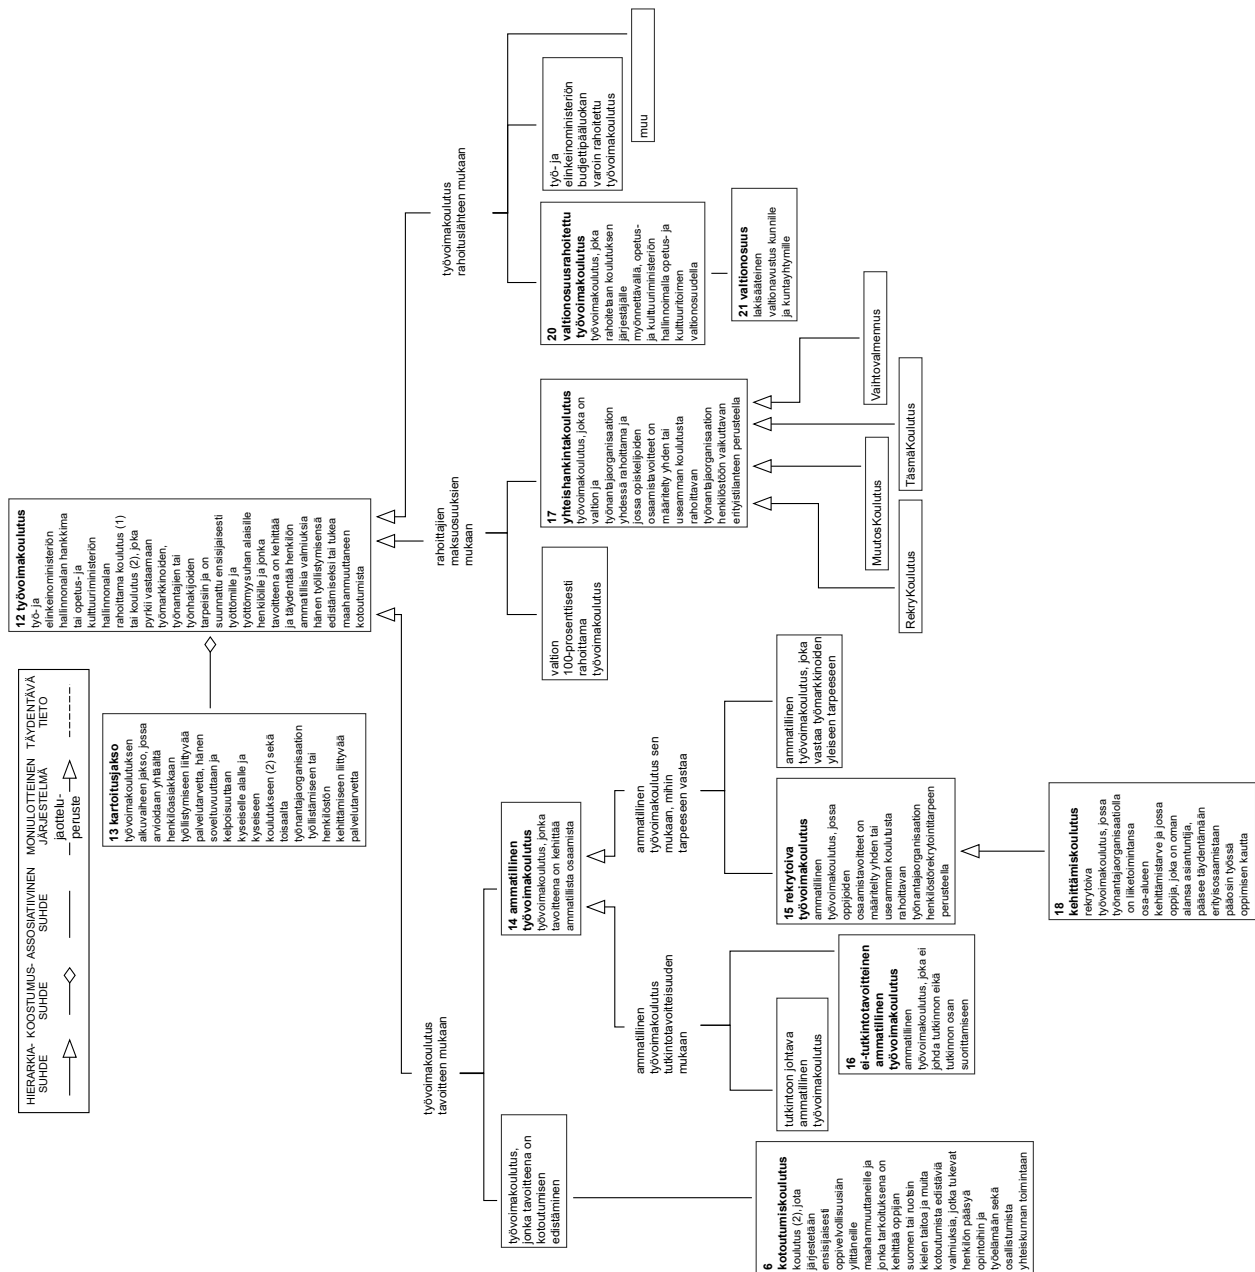 HIERARKIA-
SUHDE
KOOSTUMUS-
SUHDE
ASSOSIATIIVINEN
SUHDE
MONIULOTTEINEN
JÄRJESTELMÄ
jaottelu-
peruste
TÄYDENTÄVÄ
TIETO
12 työvoimakoulutus
työ- ja
elinkeinoministeriön
hallinnonalan hankkima
tai opetus- ja
kulttuuriministeriön
hallinnonalan
rahoittama koulutus (1)
tai koulutus (2), joka
pyrkii vastaamaan
työmarkkinoiden,
työnantajien tai
työnhakijoiden
tarpeisiin ja on
suunnattu ensisijaisesti
työttömille ja
työttömyysuhan alaisille
henkilöille ja jonka
tavoitteena on kehittää
ja täydentää henkilön
ammatillisia valmiuksia
hänen työllistymisensä
edistämiseksi tai tukea
maahanmuuttaneen
kotoutumista
13 kartoitusjakso
työvoimakoulutuksen
alkuvaiheen jakso, jossa
arvioidaan yhtäältä
henkilöasiakkaan
työllistymiseen liittyvää
palvelutarvetta, hänen
soveltuvuuttaan ja
kelpoisuuttaan
kyseiselle alalle ja
kyseiseen
koulutukseen (2) sekä
toisaalta
työnantajaorganisaation
työllistämiseen tai
henkilöstön
kehittämiseen liittyvää
palvelutarvetta
työvoimakoulutus
tavoitteen mukaan
rahoittajien
maksuosuuksien
mukaan
työvoimakoulutus
rahoituslähteen mukaan
työvoimakoulutus,
jonka tavoitteena on
kotoutumisen
edistäminen
14 ammatillinen
työvoimakoulutus
työvoimakoulutus, jonka
tavoitteena on kehittää
ammatillista osaamista
valtion
100-prosenttisesti
rahoittama
työvoimakoulutus
17
yhteishankintakoulutus
työvoimakoulutus, joka on
valtion ja
työnantajaorganisaation
yhdessä rahoittama ja
jossa opiskelijoiden
osaamistavoitteet on
määritelty yhden tai
useamman koulutusta
rahoittavan
työnantajaorganisaation
henkilöstöön vaikuttavan
erityistilanteen perusteella
20
valtionosuusrahoitettu
työvoimakoulutus
työvoimakoulutus, joka
rahoitetaan koulutuksen
järjestäjälle
myönnettävällä, opetus-
ja kulttuuriministeriön
hallinnoimalla opetus- ja
kulttuuritoimen
valtionosuudella
työ- ja
elinkeinoministeriön
budjettipääluokan
varoin rahoitettu
työvoimakoulutus
muu
21 valtionosuus
lakisääteinen
valtionavustus kunnille
ja kuntayhtymille
ammatillinen
työvoimakoulutus
tutkintotavoitteisuuden
mukaan
ammatillinen
työvoimakoulutus sen
mukaan, mihin
tarpeeseen vastaa
6
kotoutumiskoulutus
koulutus (2), jota
järjestetään
ensisijaisesti
oppivelvollisuusiän
ylittäneille
maahanmuuttaneille ja
jonka tarkoituksena on
kehittää oppijan
suomen tai ruotsin
kielen taitoa ja muita
kotoutumista edistäviä
valmiuksia, jotka tukevat
henkilön pääsyä
opintoihin ja
työelämään sekä
osallistumista
yhteiskunnan toimintaan
tutkintoon johtava
ammatillinen
työvoimakoulutus
16
ei-tutkintotavoitteinen
ammatillinen
työvoimakoulutus
ammatillinen
työvoimakoulutus, joka ei
johda tutkinnon eikä
tutkinnon osan
suorittamiseen
15 rekrytoiva
työvoimakoulutus
ammatillinen
työvoimakoulutus, jossa
oppijoiden
osaamistavoitteet on
määritelty yhden tai
useamman koulutusta
rahoittavan
työnantajaorganisaation
henkilöstörekrytointitarpeen
perusteella
ammatillinen
työvoimakoulutus, joka
vastaa työmarkkinoiden
yleiseen tarpeeseen
RekryKoulutus
MuutosKoulutus
TäsmäKoulutus
Vaihtovalmennus
18
kehittämiskoulutus
rekrytoiva
työvoimakoulutus, jossa
työnantajaorganisaatiolla
on liiketoimintansa
osa-alueen
kehittämistarve ja jossa
oppija, joka on oman
alansa asiantuntija,
pääsee täydentämään
erityisosaamistaan
pääosin työssä
oppimisen kautta